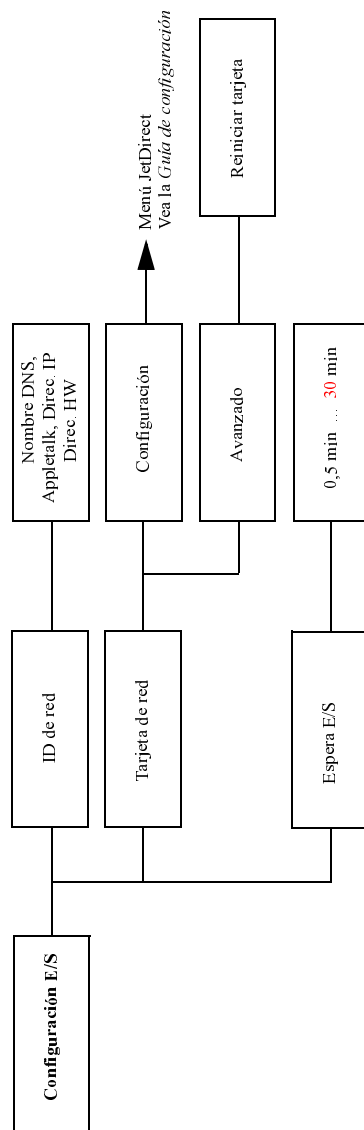 Configuración E/S
ID de red
Nombre DNS,
Appletalk, Direc. IP
Direc. HW
Tarjeta de red
Configuración
Menú JetDirect
Vea la Guía de configuración
Avanzado
Reiniciar tarjeta
Espera E/S
0,5 min ... 30 min